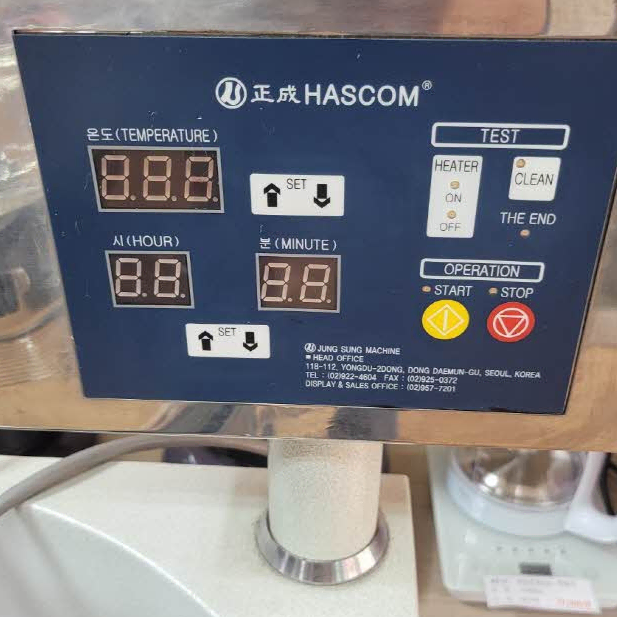 正成 HASCOM®
온도(TEMPERATURE)
SET
시(HOUR)
분(MINUTE)
SET
TEST
HEATER
ON
OFF
CLEAN
THE END
OPERATION
START
STOP
JUNG SUNG MACHINE
HEAD OFFICE
118-112, YONGDU-2DONG, DONG DAEMUN-GU, SEOUL, KOREA
TEL : (02)922-4604 FAX : (02)925-0372
DISPLAY & SALES OFFICE : (02)957-7201